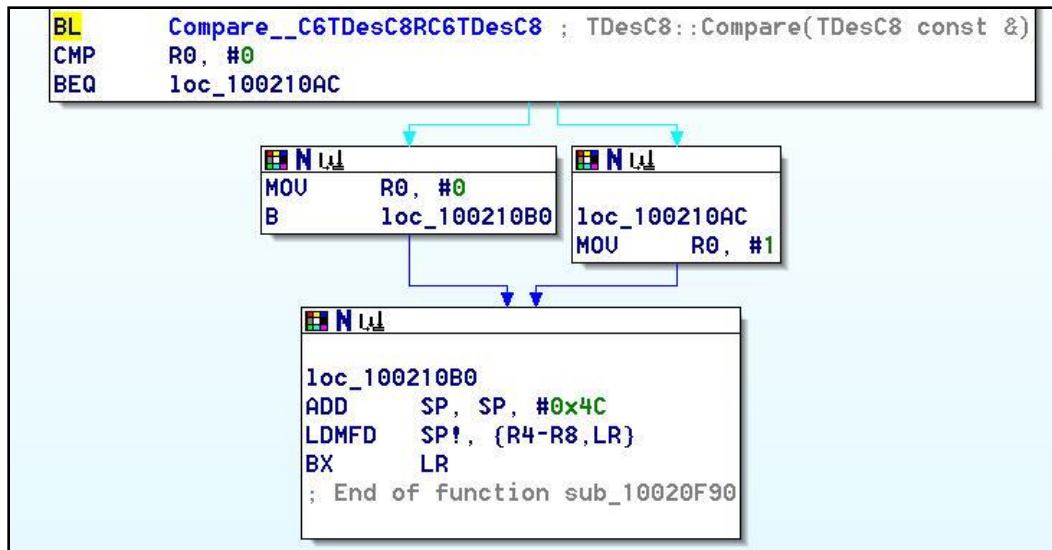 BL Compare__C6TDesC8RC6TDesC8 ; TDesC8::Compare(TDesC8 const &)
CMP R0, #0
BEQ loc_100210AC
N
MOV R0, #0
B loc_100210B0
N
loc_100210AC
MOV R0, #1
N
loc_100210B0
ADD SP, SP, #0x4C
LDMFD SP!, {R4-R8,LR}
BX LR
; End of function sub_10020F90